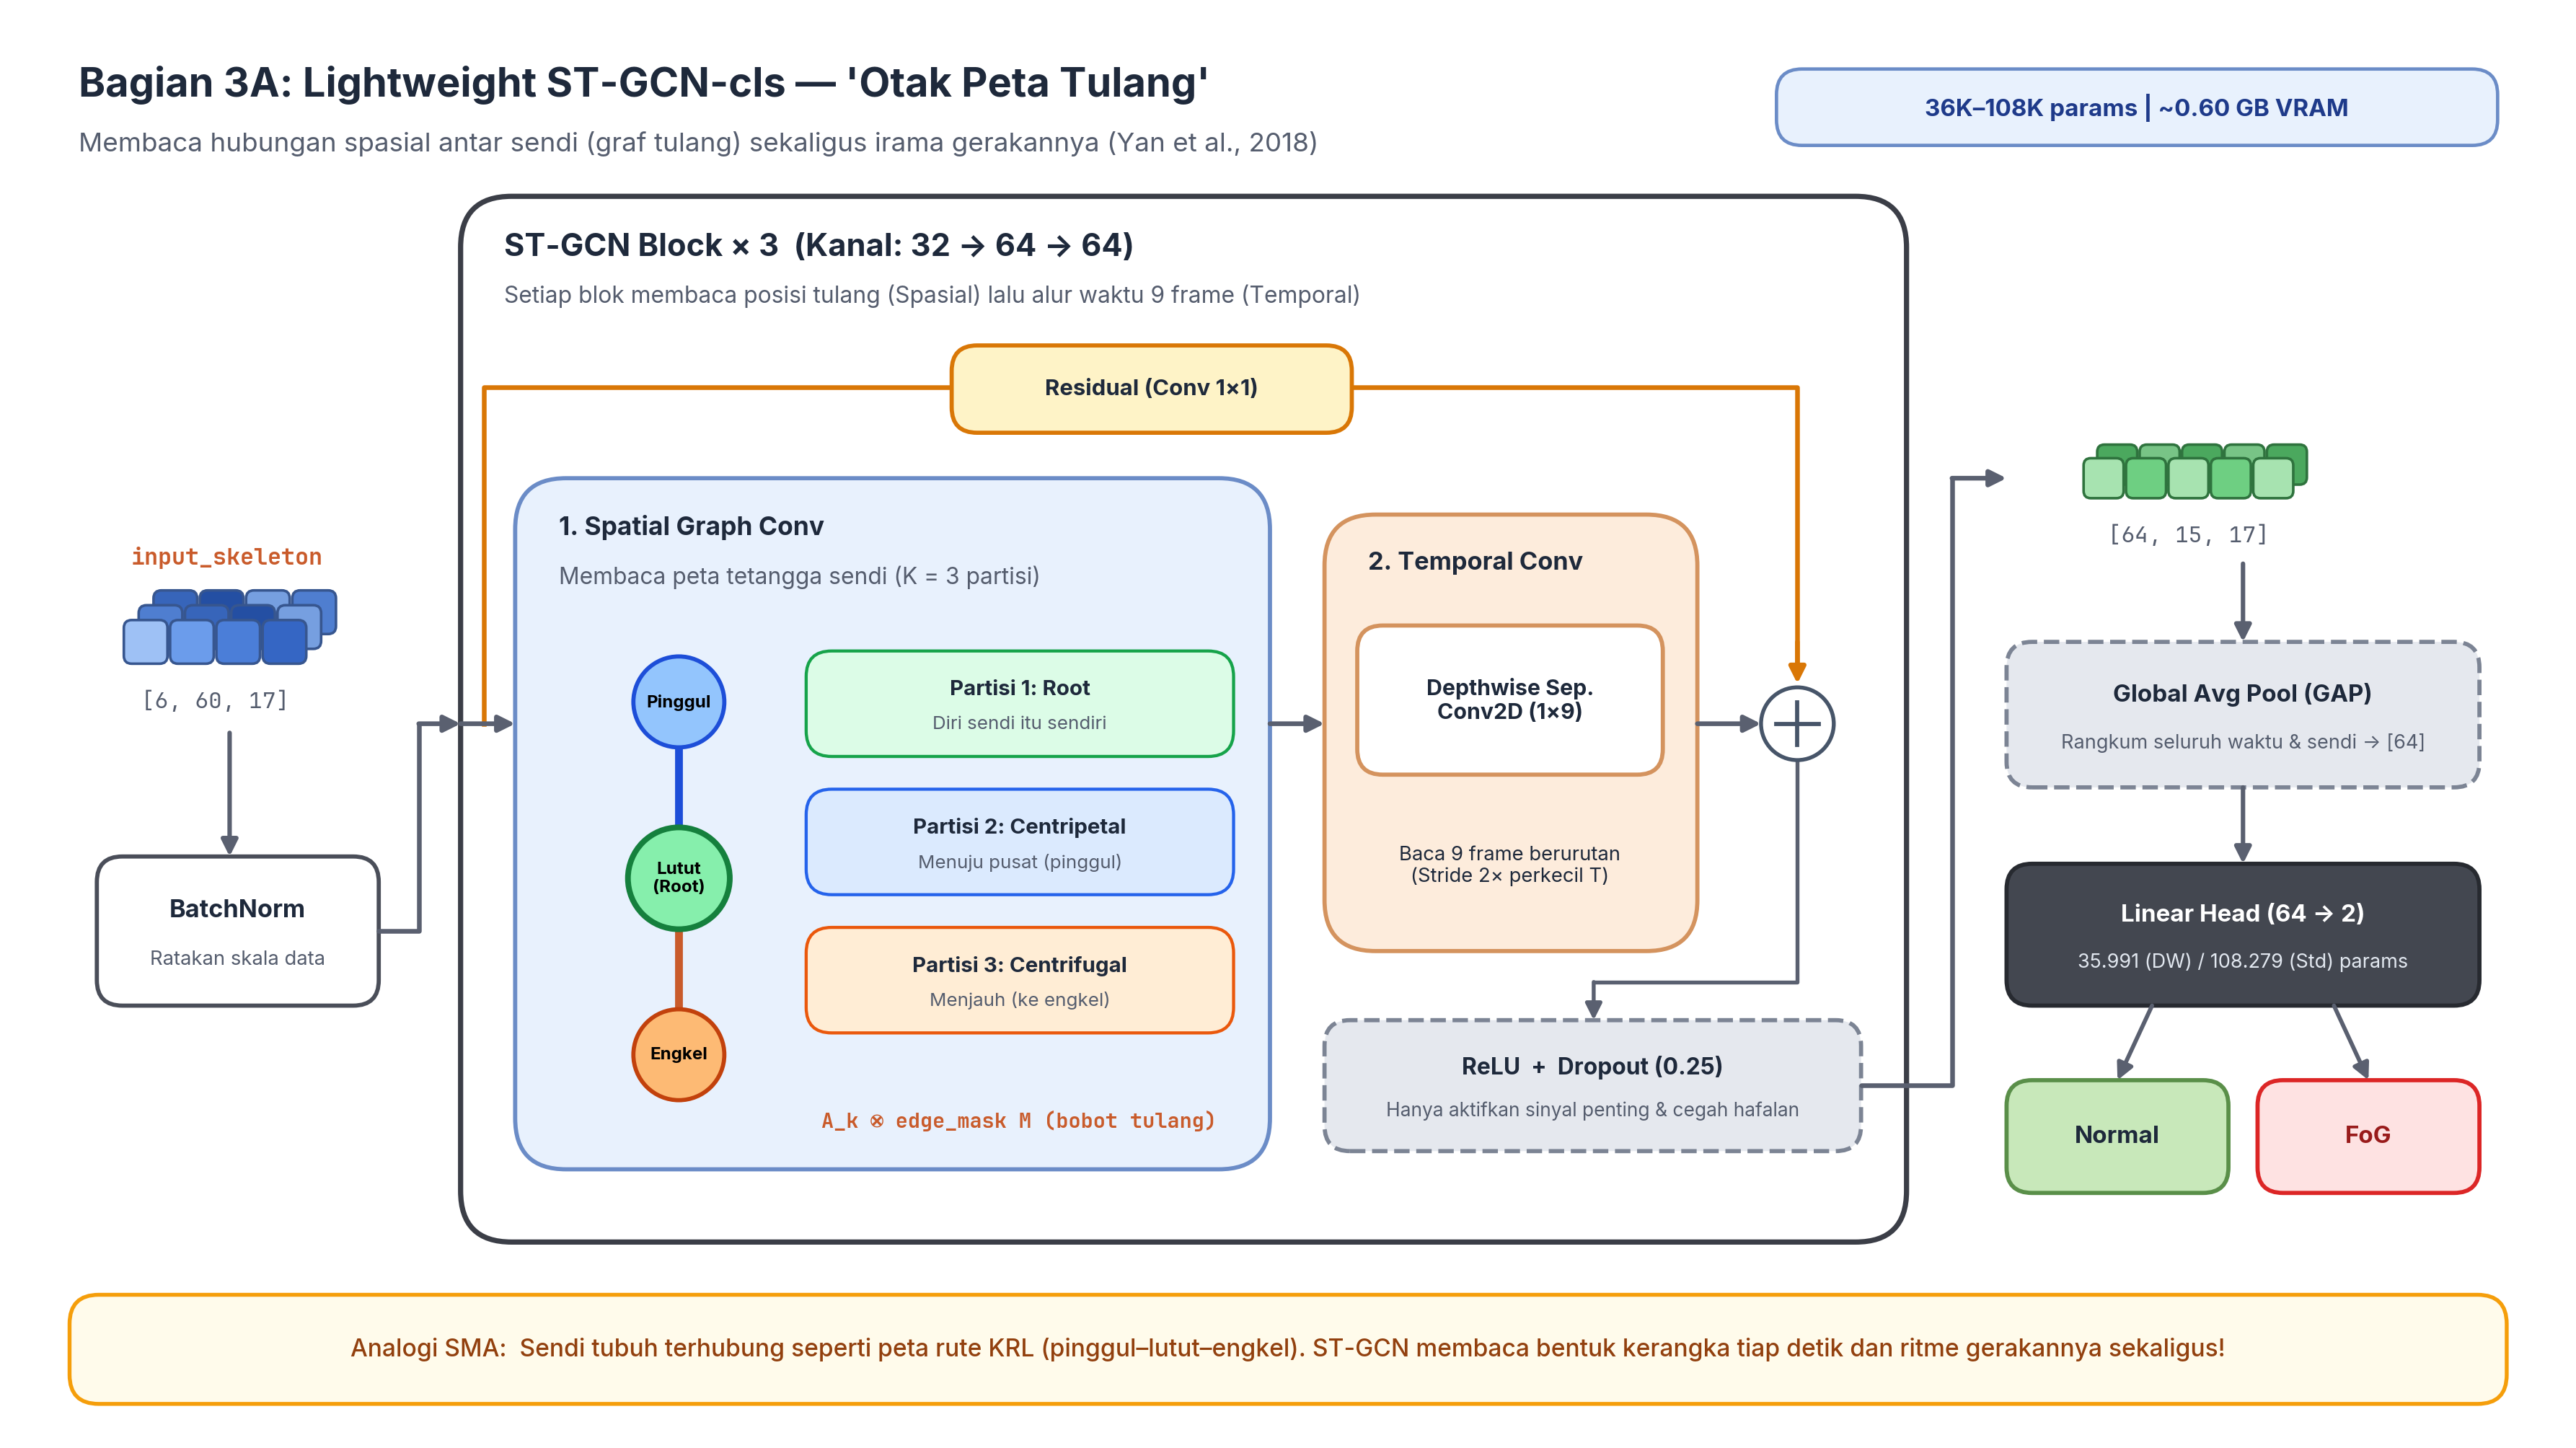 Bagian 3A: Lightweight ST-GCN-cls — 'Otak Peta Tulang'
Membaca hubungan spasial antar sendi (graf tulang) sekaligus irama gerakannya (Yan et al., 2018)
36K–108K params | ~0.60 GB VRAM
ST-GCN Block × 3 (Kanal: 32 → 64 → 64)
Setiap blok membaca posisi tulang (Spasial) lalu alur waktu 9 frame (Temporal)
Residual (Conv 1×1)
input_skeleton
[6, 60, 17]
BatchNorm
Ratakan skala data
1. Spatial Graph Conv
Membaca peta tetangga sendi (K = 3 partisi)
Pinggul
Lutut
(Root)
Engkel
Partisi 1: Root
Diri sendi itu sendiri
Partisi 2: Centripetal
Menuju pusat (pinggul)
Partisi 3: Centrifugal
Menjauh (ke engkel)
A_k ⊗ edge_mask M (bobot tulang)
2. Temporal Conv
Depthwise Sep.
Conv2D (1×9)
Baca 9 frame berurutan
(Stride 2× perkecil T)
ReLU + Dropout (0.25)
Hanya aktifkan sinyal penting & cegah hafalan
[64, 15, 17]
Global Avg Pool (GAP)
Rangkum seluruh waktu & sendi → [64]
Linear Head (64 → 2)
35.991 (DW) / 108.279 (Std) params
Normal
FoG
Analogi SMA: Sendi tubuh terhubung seperti peta rute KRL (pinggul–lutut–engkel). ST-GCN membaca bentuk kerangka tiap detik dan ritme gerakannya sekaligus!